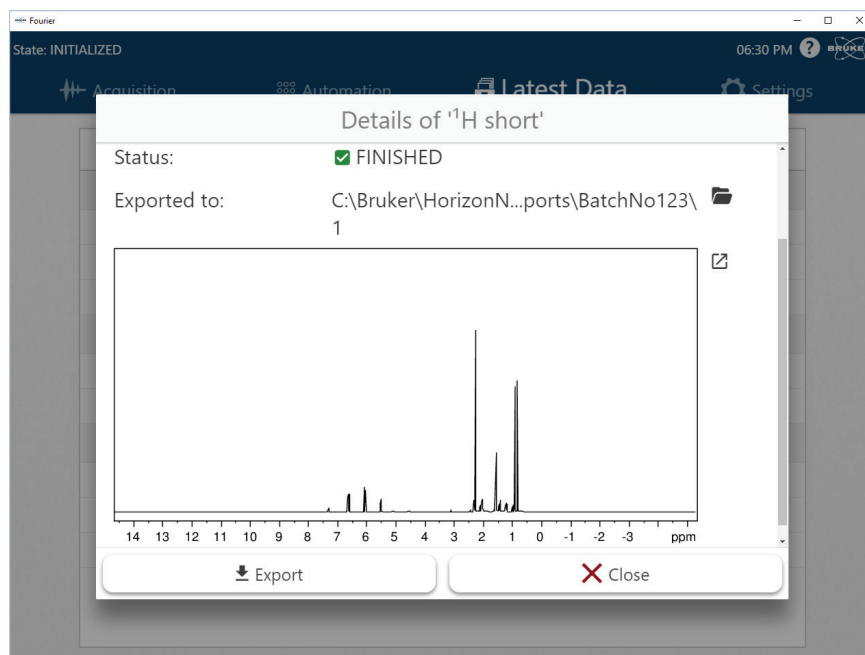 Fourier
State: INITIALIZED
06:30 PM ? BRUKER
Acquisition Automation Latest Data Settings
Details of '¹H short'
Status: FINISHED
Exported to: C:\Bruker\HorizonN...ports\BatchNo123\
1
14 13 12 11 10 9 8 7 6 5 4 3 2 1 0 -1 -2 -3 ppm
Export Close